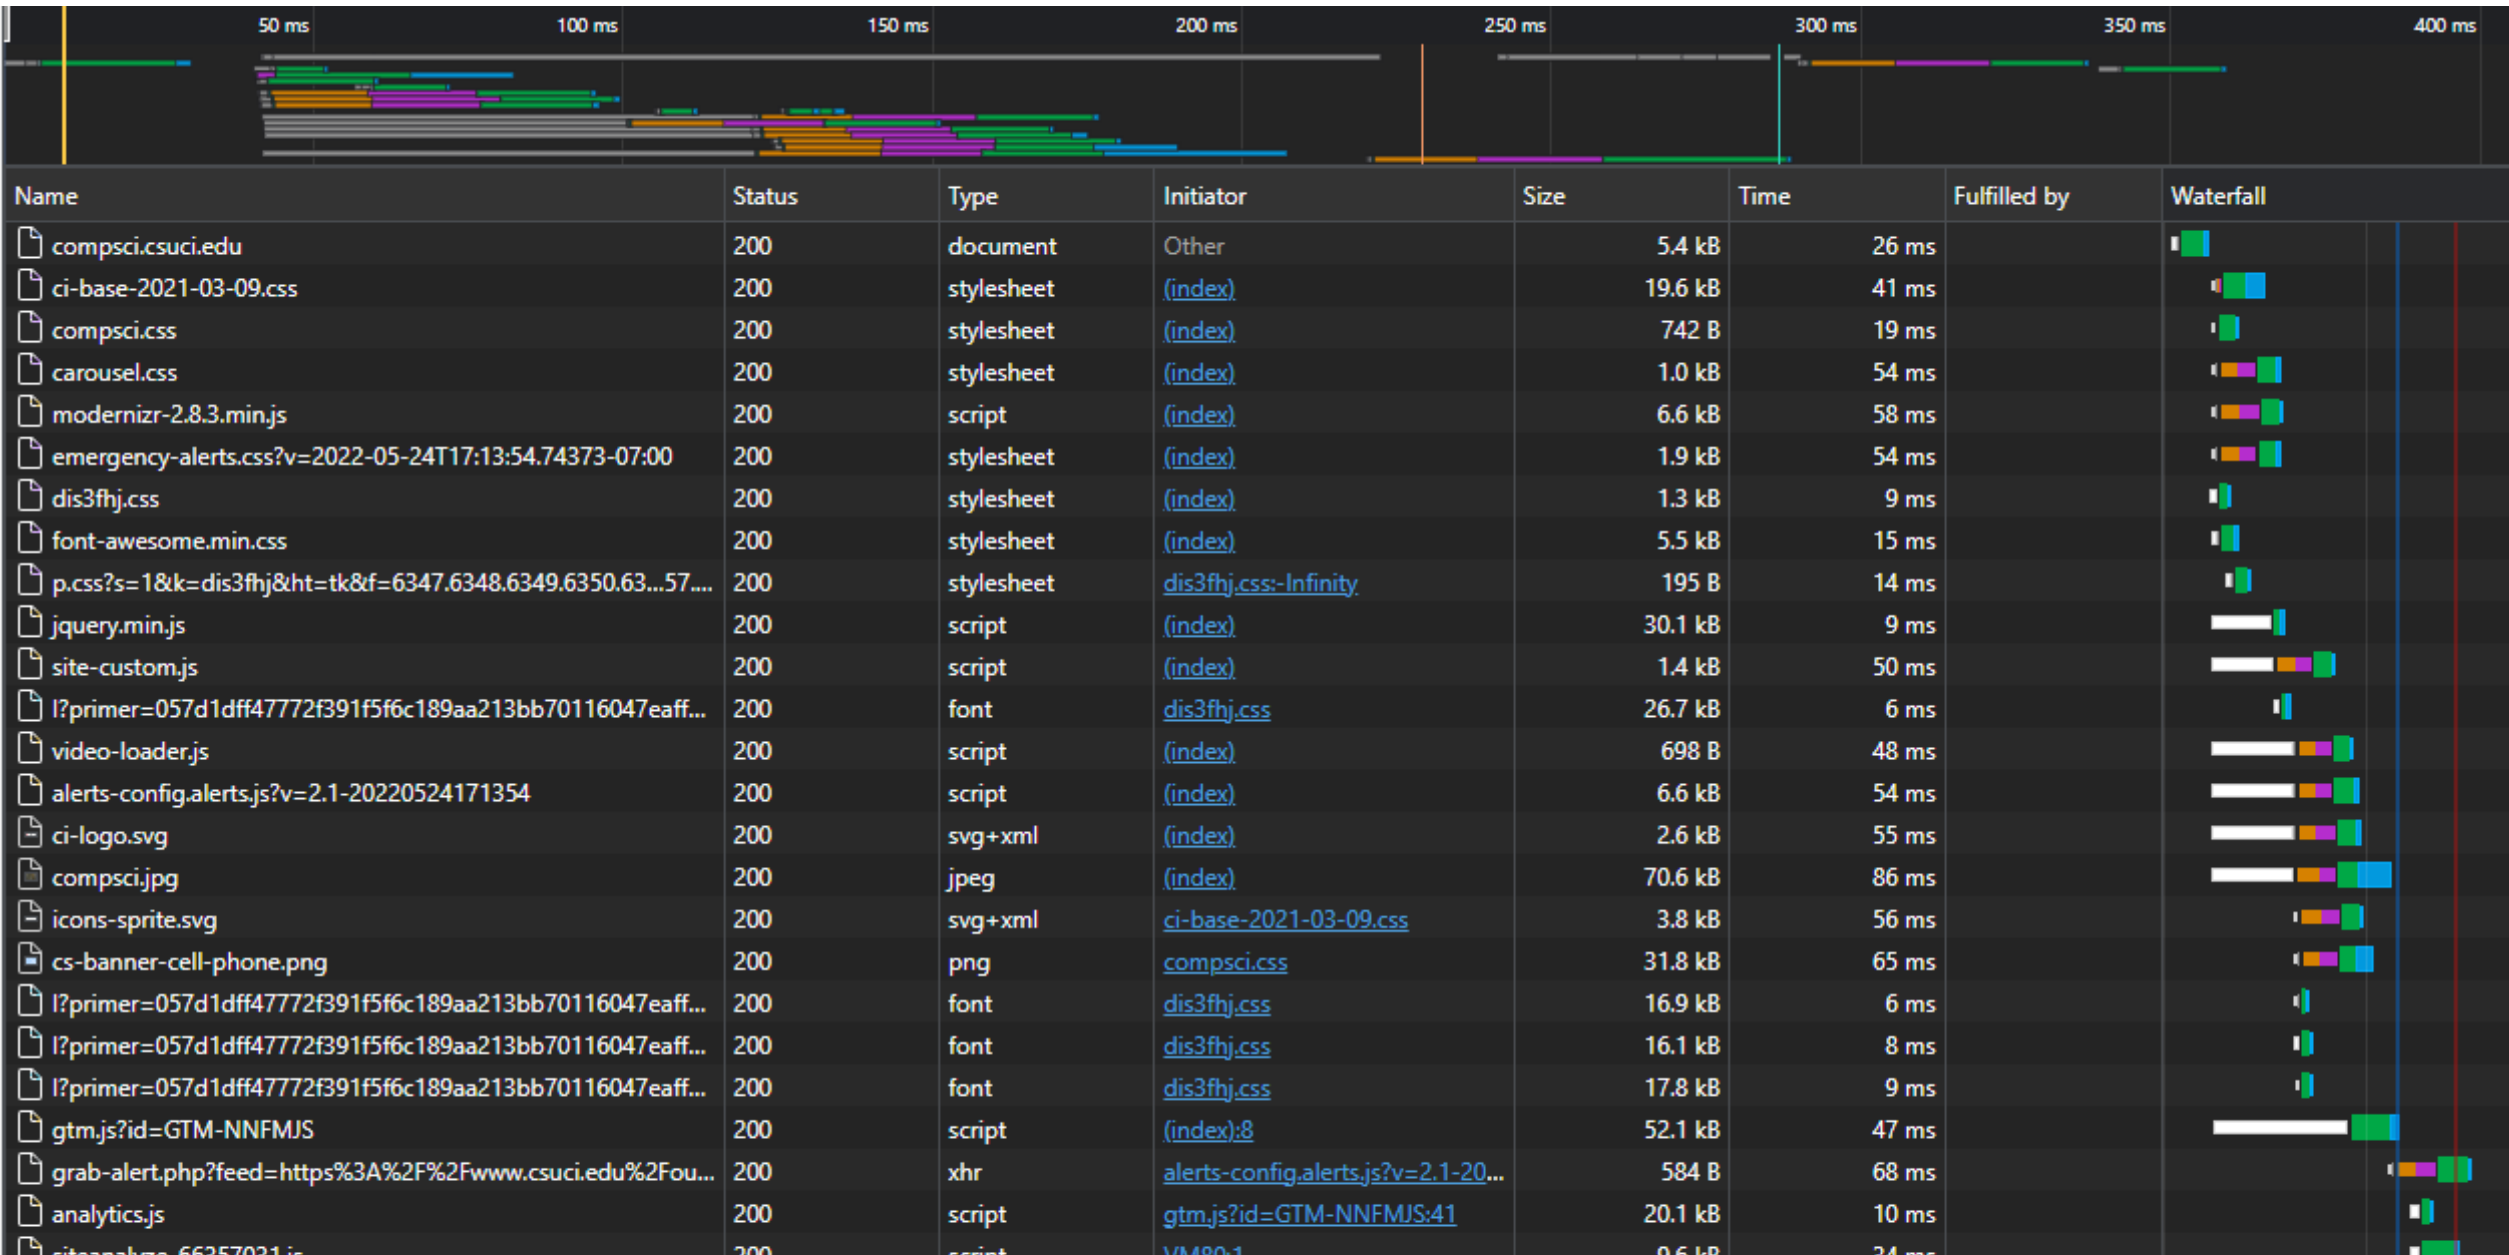 50 ms 100 ms 150 ms 200 ms 250 ms 300 ms 350 ms 400 ms
Name Status Type Initiator Size Time Fulfilled by Waterfall
compsci.csuci.edu 200 document Other 5.4 kB 26 ms
ci-base-2021-03-09.css 200 stylesheet (index) 19.6 kB 41 ms
compsci.css 200 stylesheet (index) 742 B 19 ms
carousel.css 200 stylesheet (index) 1.0 kB 54 ms
modernizr-2.8.3.min.js 200 script (index) 6.6 kB 58 ms
emergency-alerts.css?v=2022-05-24T17:13:54.74373-07:00 200 stylesheet (index) 1.9 kB 54 ms
dis3fhj.css 200 stylesheet (index) 1.3 kB 9 ms
font-awesome.min.css 200 stylesheet (index) 5.5 kB 15 ms
p.css?s=1&k=dis3fhj&ht=tk&f=6347.6348.6349.6350.63...57.... 200 stylesheet dis3fhj.css:-Infinity 195 B 14 ms
jquery.min.js 200 script (index) 30.1 kB 9 ms
site-custom.js 200 script (index) 1.4 kB 50 ms
l?primer=057d1dff47772f391f5f6c189aa213bb70116047eaff... 200 font dis3fhj.css 26.7 kB 6 ms
video-loader.js 200 script (index) 698 B 48 ms
alerts-config.alerts.js?v=2.1-20220524171354 200 script (index) 6.6 kB 54 ms
ci-logo.svg 200 svg+xml (index) 2.6 kB 55 ms
compsci.jpg 200 jpeg (index) 70.6 kB 86 ms
icons-sprite.svg 200 svg+xml ci-base-2021-03-09.css 3.8 kB 56 ms
cs-banner-cell-phone.png 200 png compsci.css 31.8 kB 65 ms
l?primer=057d1dff47772f391f5f6c189aa213bb70116047eaff... 200 font dis3fhj.css 16.9 kB 6 ms
l?primer=057d1dff47772f391f5f6c189aa213bb70116047eaff... 200 font dis3fhj.css 16.1 kB 8 ms
l?primer=057d1dff47772f391f5f6c189aa213bb70116047eaff... 200 font dis3fhj.css 17.8 kB 9 ms
gtm.js?id=GTM-NNFMJS 200 script (index):8 52.1 kB 47 ms
grab-alert.php?feed=https%3A%2F%2Fwww.csuci.edu%2Fou... 200 xhr alerts-config.alerts.js?v=2.1-20... 584 B 68 ms
analytics.js 200 script gtm.js?id=GTM-NNFMJS:41 20.1 kB 10 ms
200 script 9.6 kB 34 ms